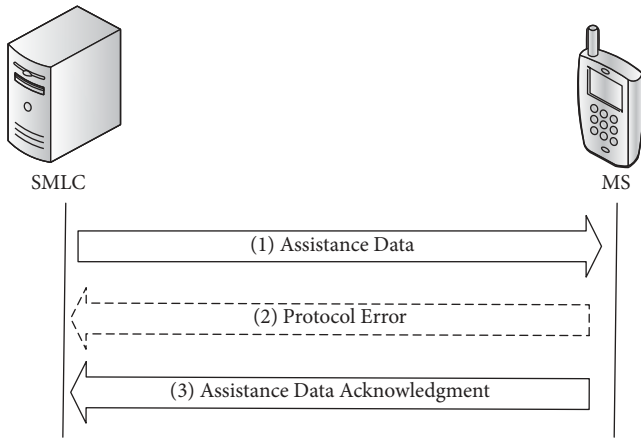 SMLC
MS
(1) Assistance Data
(2) Protocol Error
(3) Assistance Data Acknowledgment